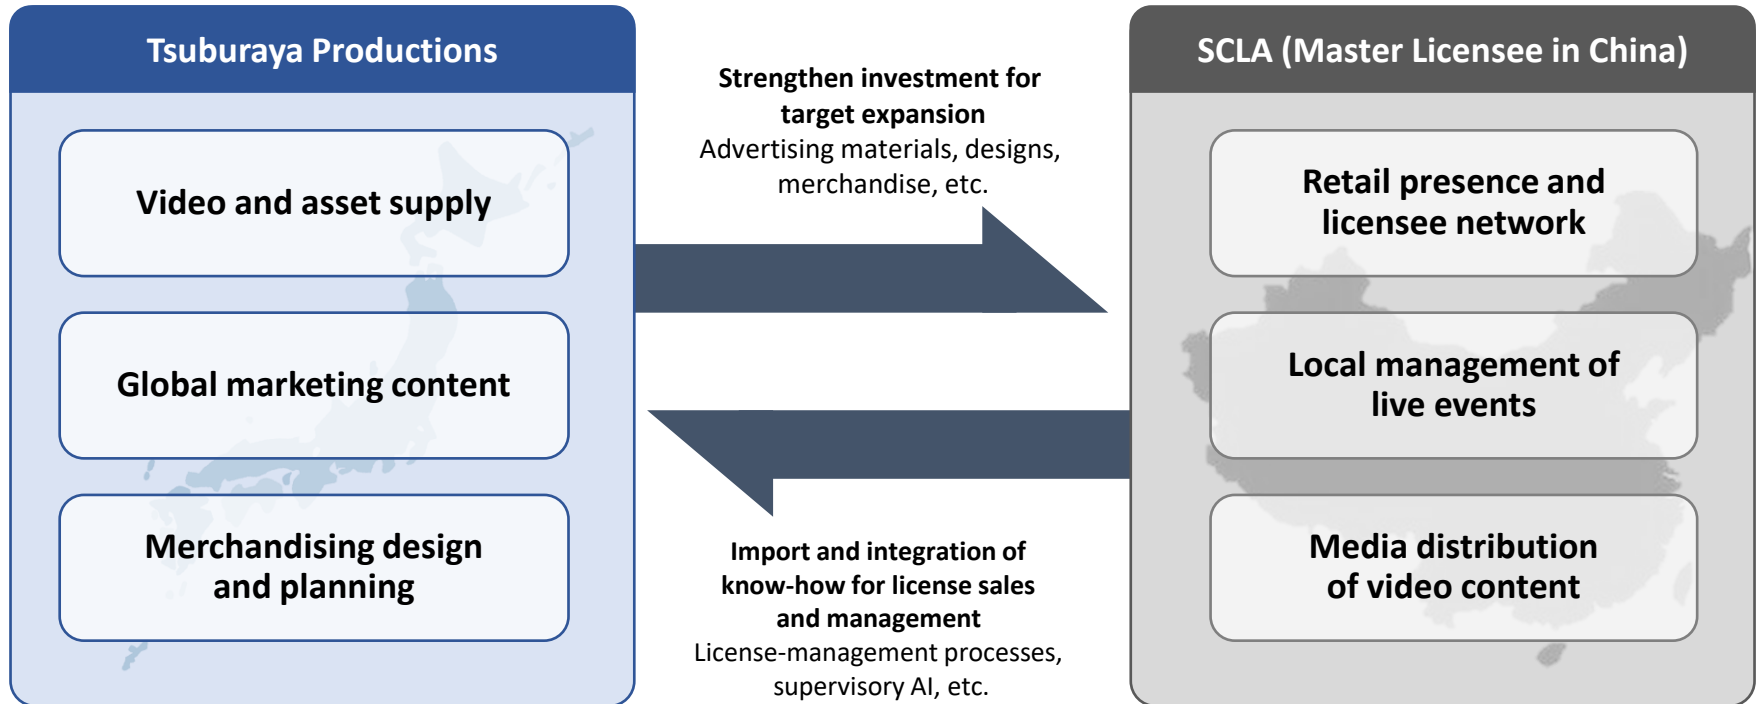 Tsuburaya Productions
Video and asset supply
Global marketing content
Merchandising design
and planning
Strengthen investment for
target expansion
Advertising materials, designs,
merchandise, etc.
Import and integration of
know-how for license sales
and management
License-management processes,
supervisory AI, etc.
SCLA (Master Licensee in China)
Retail presence and
licensee network
Local management of
live events
Media distribution
of video content